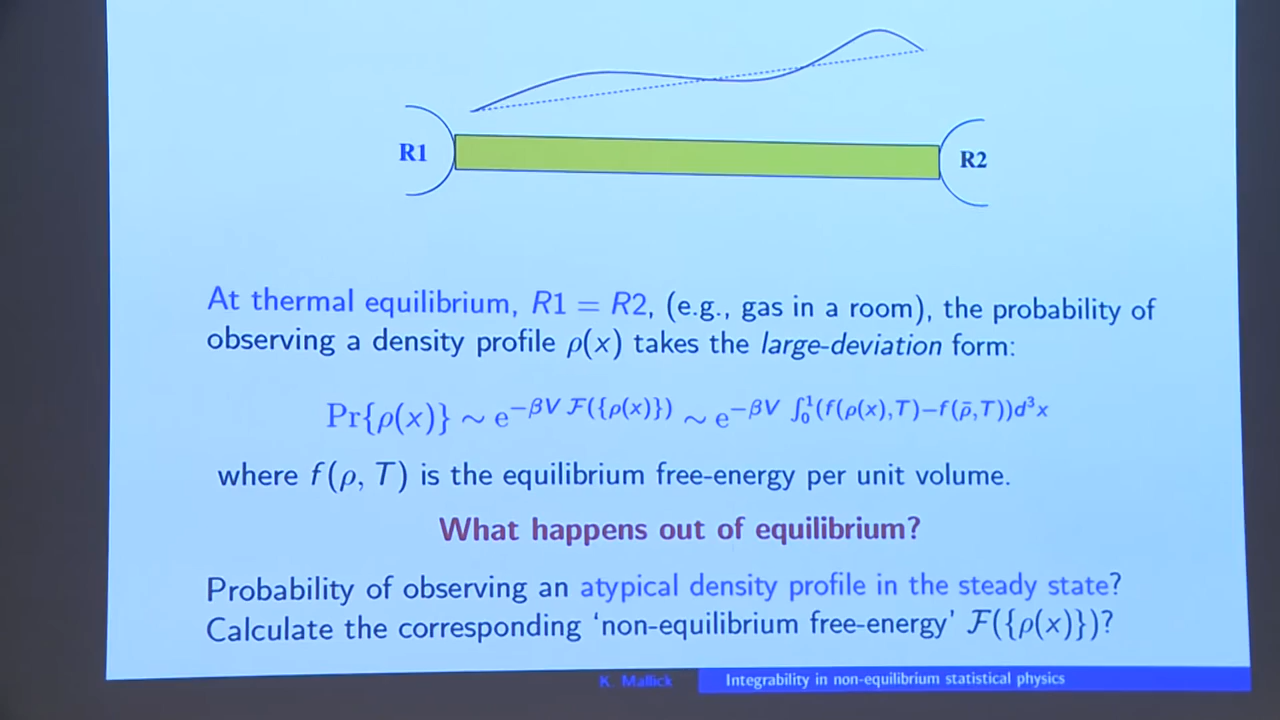 R1
R2
At thermal equilibrium, R1 = R2, (e.g., gas in a room), the probability of
observing a density profile ρ(x) takes the large-deviation form:
Pr{ρ(x)} ∼ e^{−βV ℱ({ρ(x)})} ∼ e^{−βV ∫₀¹(f(ρ(x),T)−f(ρ̄,T))d³x}
where f(ρ, T) is the equilibrium free-energy per unit volume.
What happens out of equilibrium?
Probability of observing an atypical density profile in the steady state?
Calculate the corresponding ‘non-equilibrium free-energy’ ℱ({ρ(x)})?
K. Mallick Integrability in non-equilibrium statistical physics